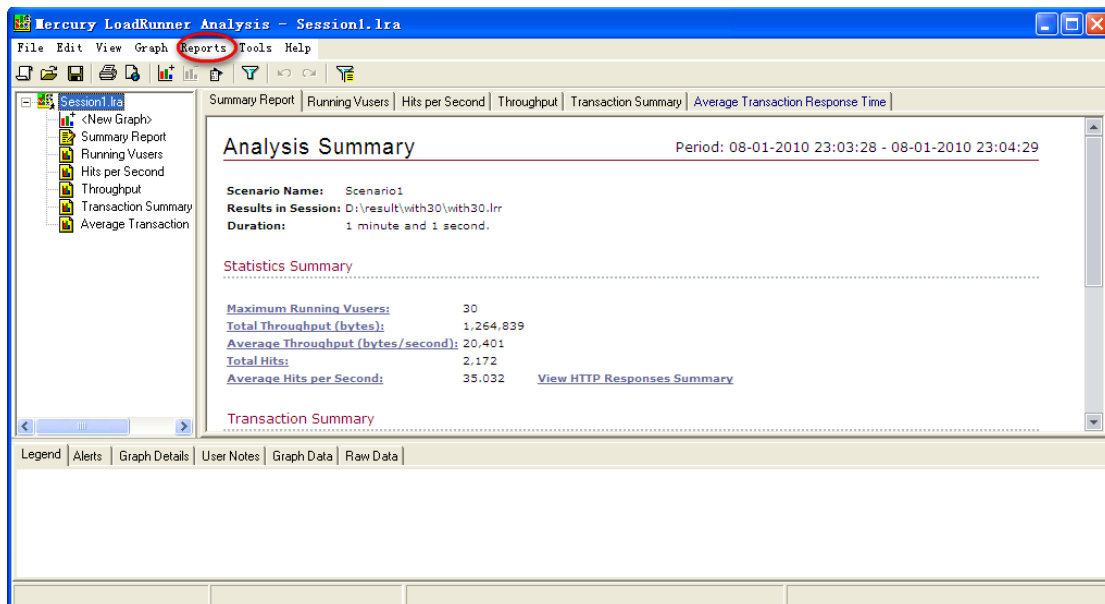 Mercury LoadRunner Analysis - Session1.lra
File Edit View Graph Reports Tools Help
Session1.lra
<New Graph>
Summary Report
Running Vusers
Hits per Second
Throughput
Transaction Summary
Average Transaction
Summary Report Running Vusers Hits per Second Throughput Transaction Summary Average Transaction Response Time
Analysis Summary Period: 08-01-2010 23:03:28 - 08-01-2010 23:04:29
Scenario Name: Scenario1
Results in Session: D:\result\with30\with30.lrr
Duration: 1 minute and 1 second.
Statistics Summary
Maximum Running Vusers: 30
Total Throughput (bytes): 1,264,839
Average Throughput (bytes/second): 20,401
Total Hits: 2,172
Average Hits per Second: 35.032 View HTTP Responses Summary
Transaction Summary
Legend Alerts Graph Details User Notes Graph Data Raw Data